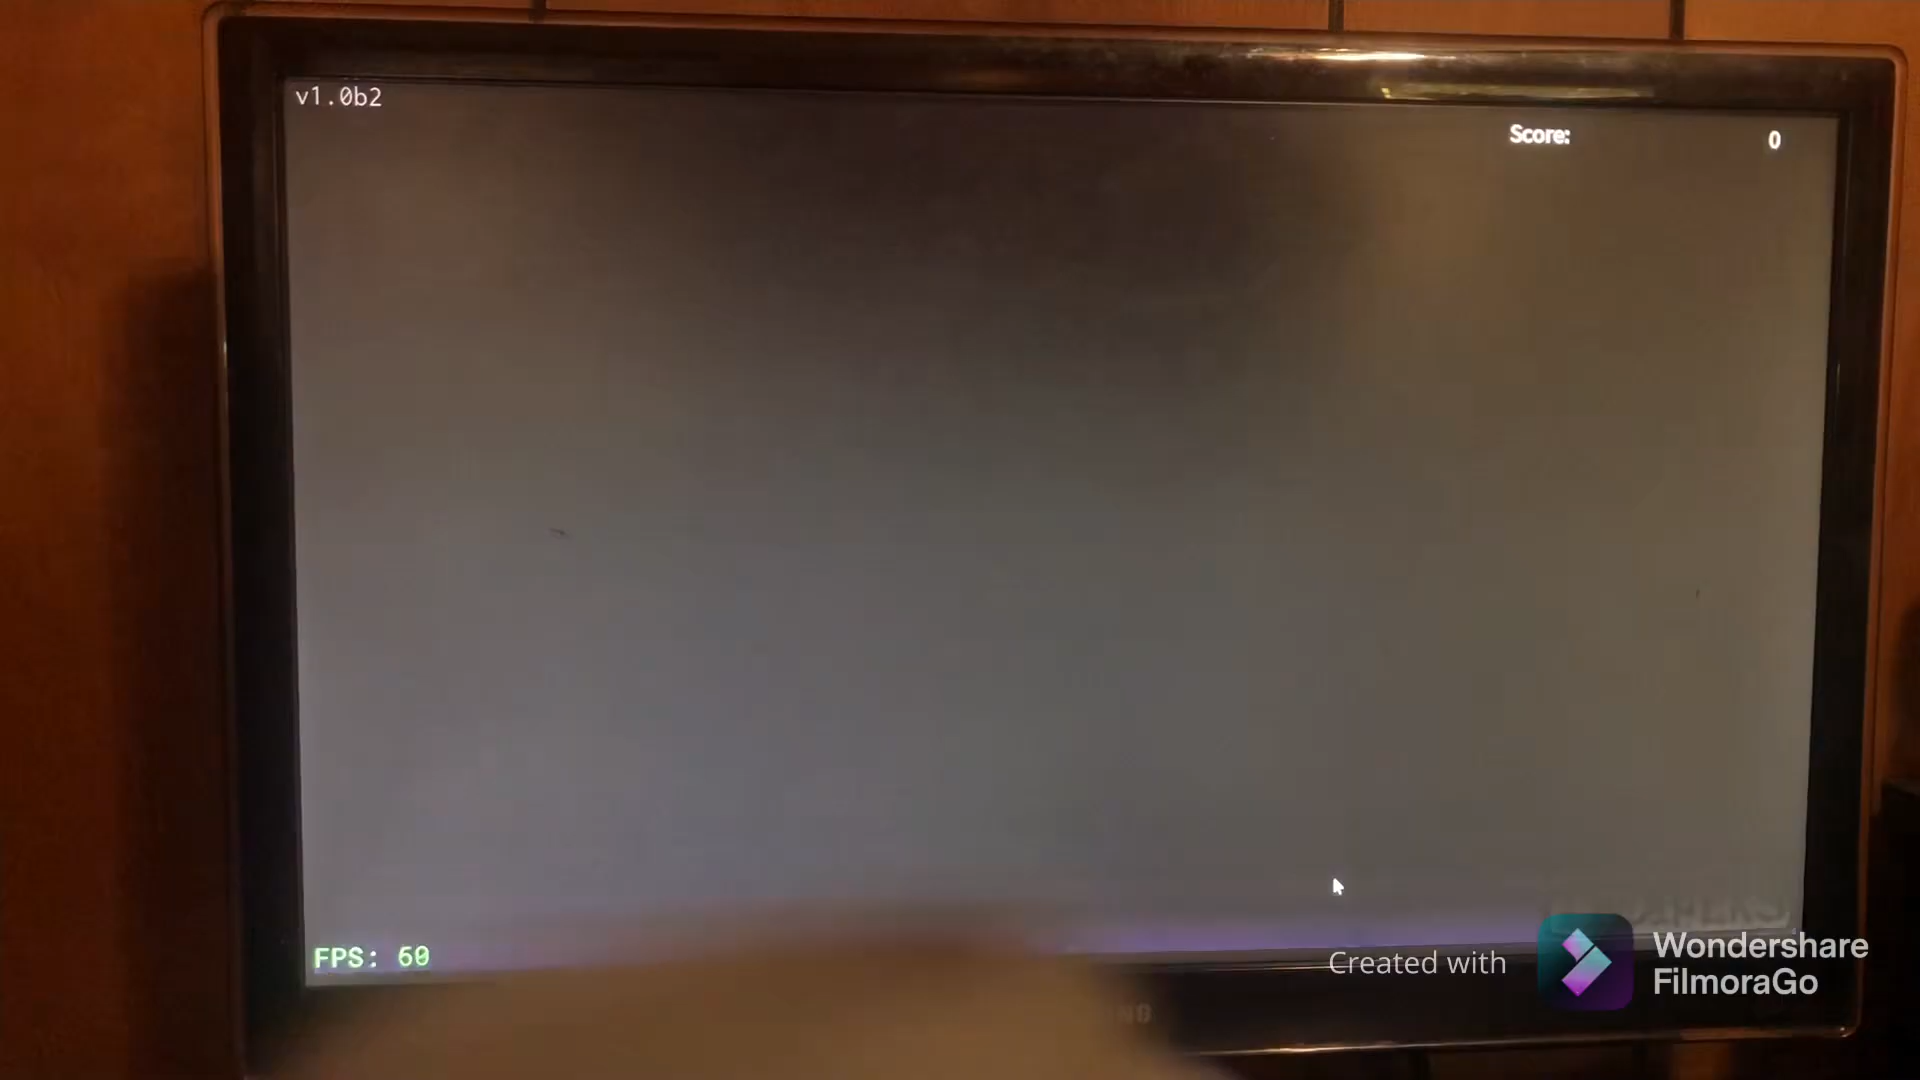 v1.0b2
Score: 0
FPS: 60
Created with
Wondershare
FilmoraGo